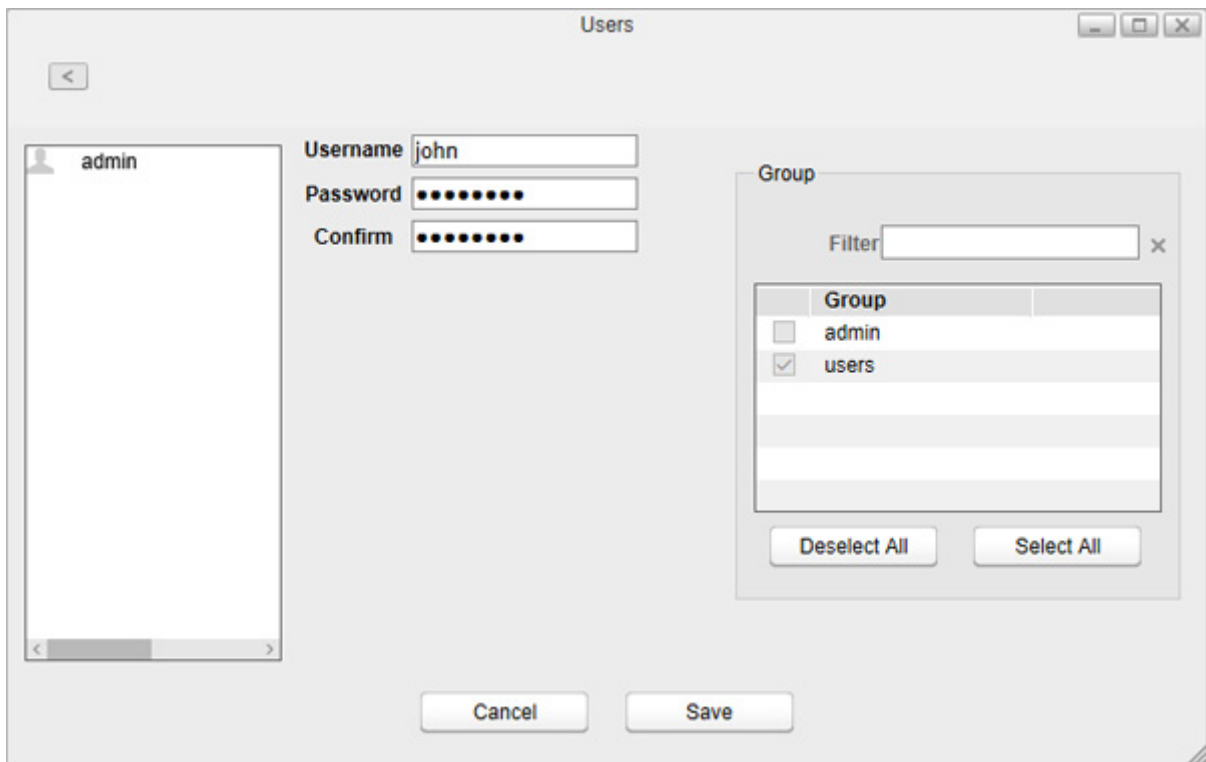 Users
<
admin
Username john
Password ●●●●●●●●
Confirm ●●●●●●●●
Group
Filter
Group
admin
users
Deselect All Select All
Cancel Save